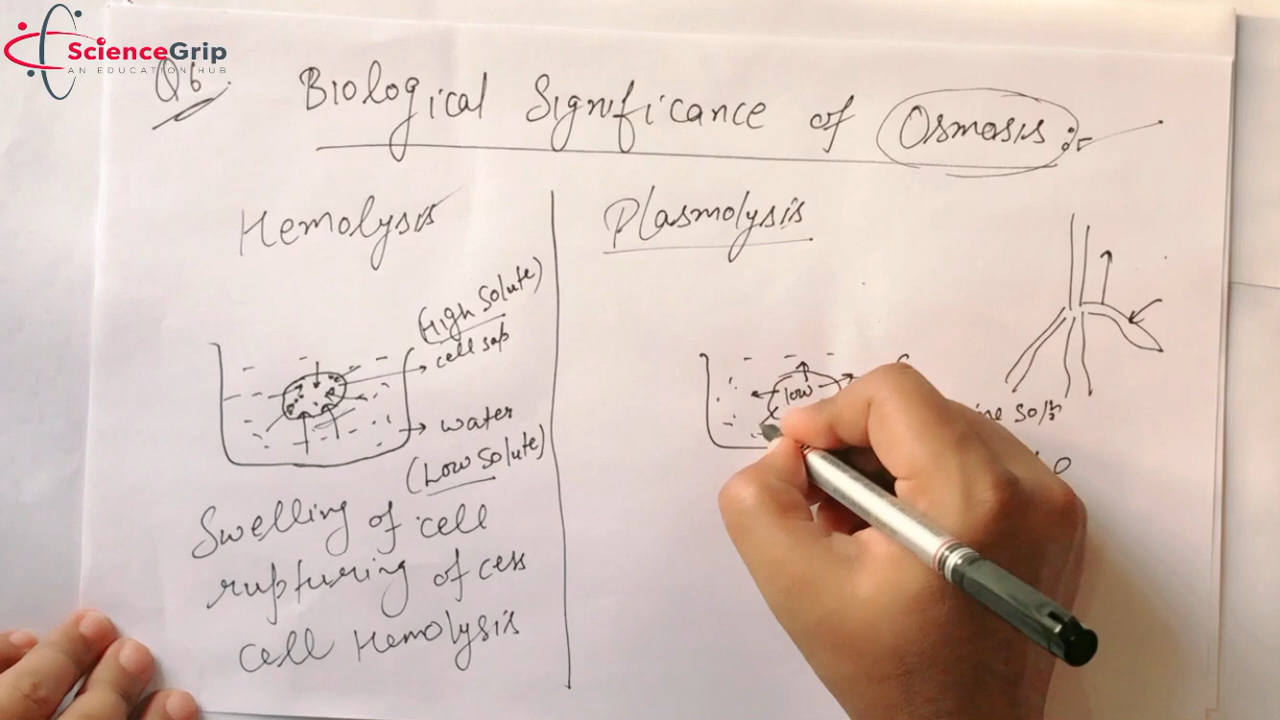 ScienceGrip
AN EDUCATION HUB
Q6.
Biological Significance of Osmosis :-
Hemolysis
(High Solute)
cell sap
water
(Low solute)
Swelling of cell
rupturing of cess
cell Hemolysis
Plasmolysis
low